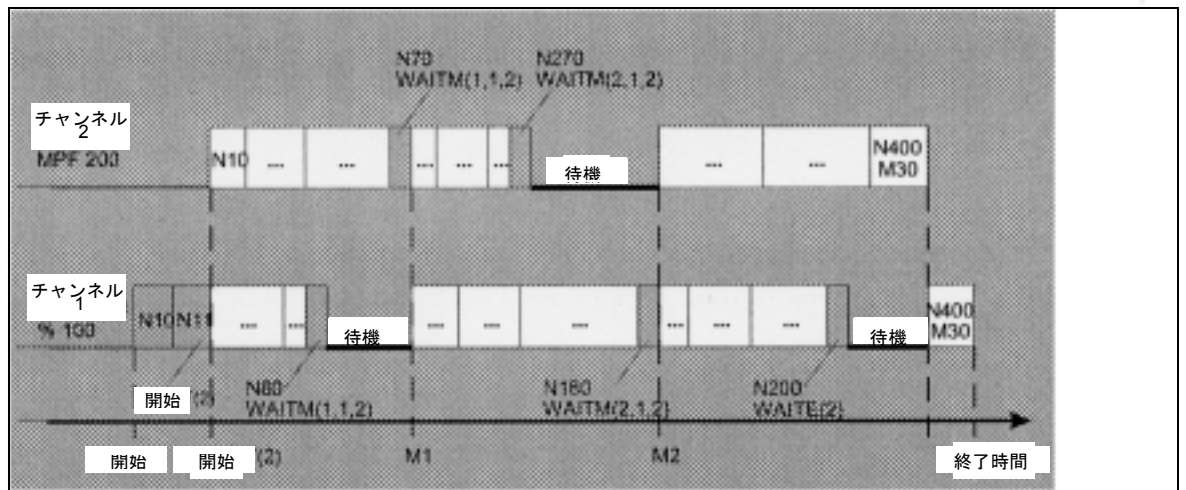 N70 N270
WAITM(1,1,2) WAITM(2,1,2)
チャンネル
2
MPF 200
N10 ... ... ... ... ... 待機 ... ... N400
M30
チャンネル
1
% 100
N10 N11 ... ... 待機 ... ... ... ... ... ... 待機 N400
M30
開始 (2)
N80 N180 N200
WAITM(1,1,2) WAITM(2,1,2) WAITE(2)
開始 開始 (2) M1 M2 終了時間